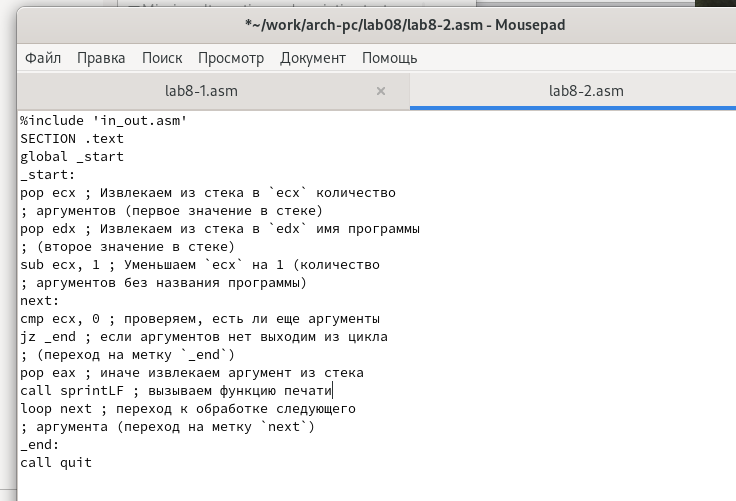 *~/work/arch-pc/lab08/lab8-2.asm - Mousepad
Файл Правка Поиск Просмотр Документ Помощь
lab8-1.asm × lab8-2.asm
%include 'in_out.asm'
SECTION .text
global _start
_start:
pop ecx ; Извлекаем из стека в `ecx` количество
; аргументов (первое значение в стеке)
pop edx ; Извлекаем из стека в `edx` имя программы
; (второе значение в стеке)
sub ecx, 1 ; Уменьшаем `ecx` на 1 (количество
; аргументов без названия программы)
next:
cmp ecx, 0 ; проверяем, есть ли еще аргументы
jz _end ; если аргументов нет выходим из цикла
; (переход на метку `_end`)
pop eax ; иначе извлекаем аргумент из стека
call sprintLF ; вызываем функцию печати
loop next ; переход к обработке следующего
; аргумента (переход на метку `next`)
_end:
call quit